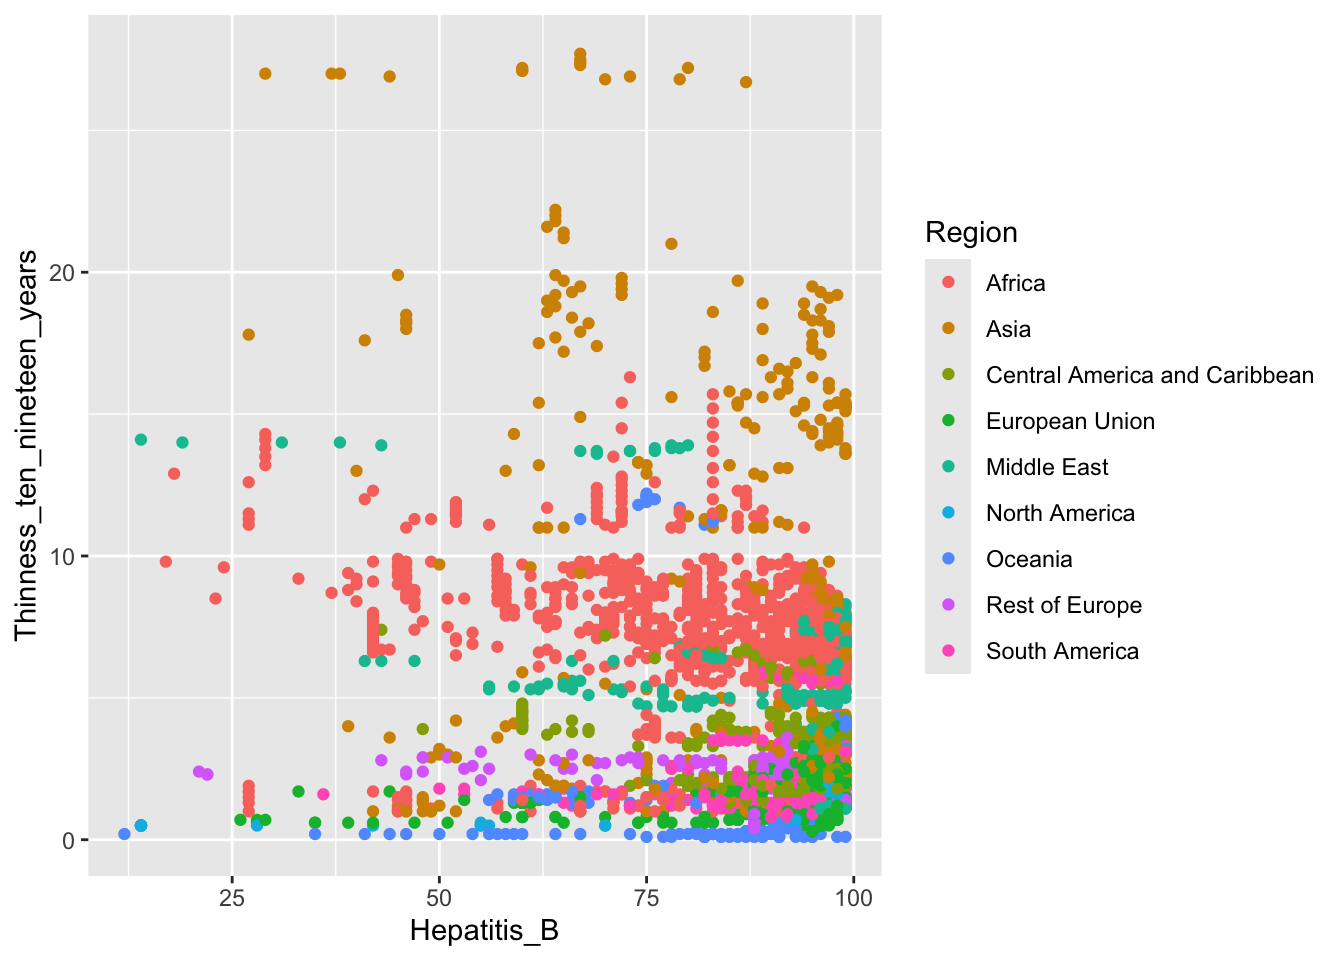 20
10
0
Thinness_ten_nineteen_years
25 50 75 100
Hepatitis_B
Region
Africa
Asia
Central America and Caribbean
European Union
Middle East
North America
Oceania
Rest of Europe
South America